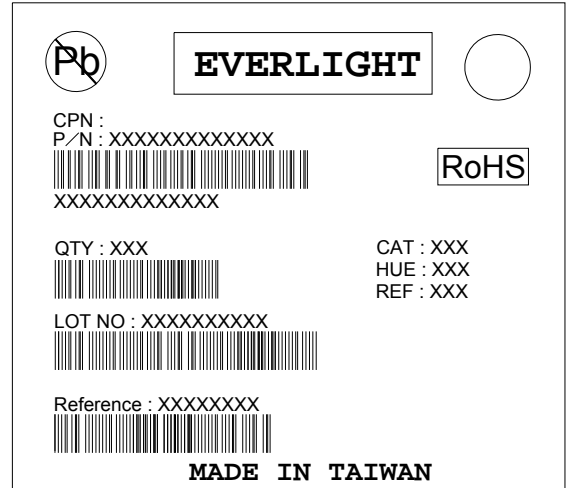 Pb
EVERLIGHT
CPN :
P/N : XXXXXXXXXXXXX
RoHS
XXXXXXXXXXXXX
QTY : XXX
CAT : XXX
HUE : XXX
REF : XXX
LOT NO : XXXXXXXXXX
Reference : XXXXXXXX
MADE IN TAIWAN